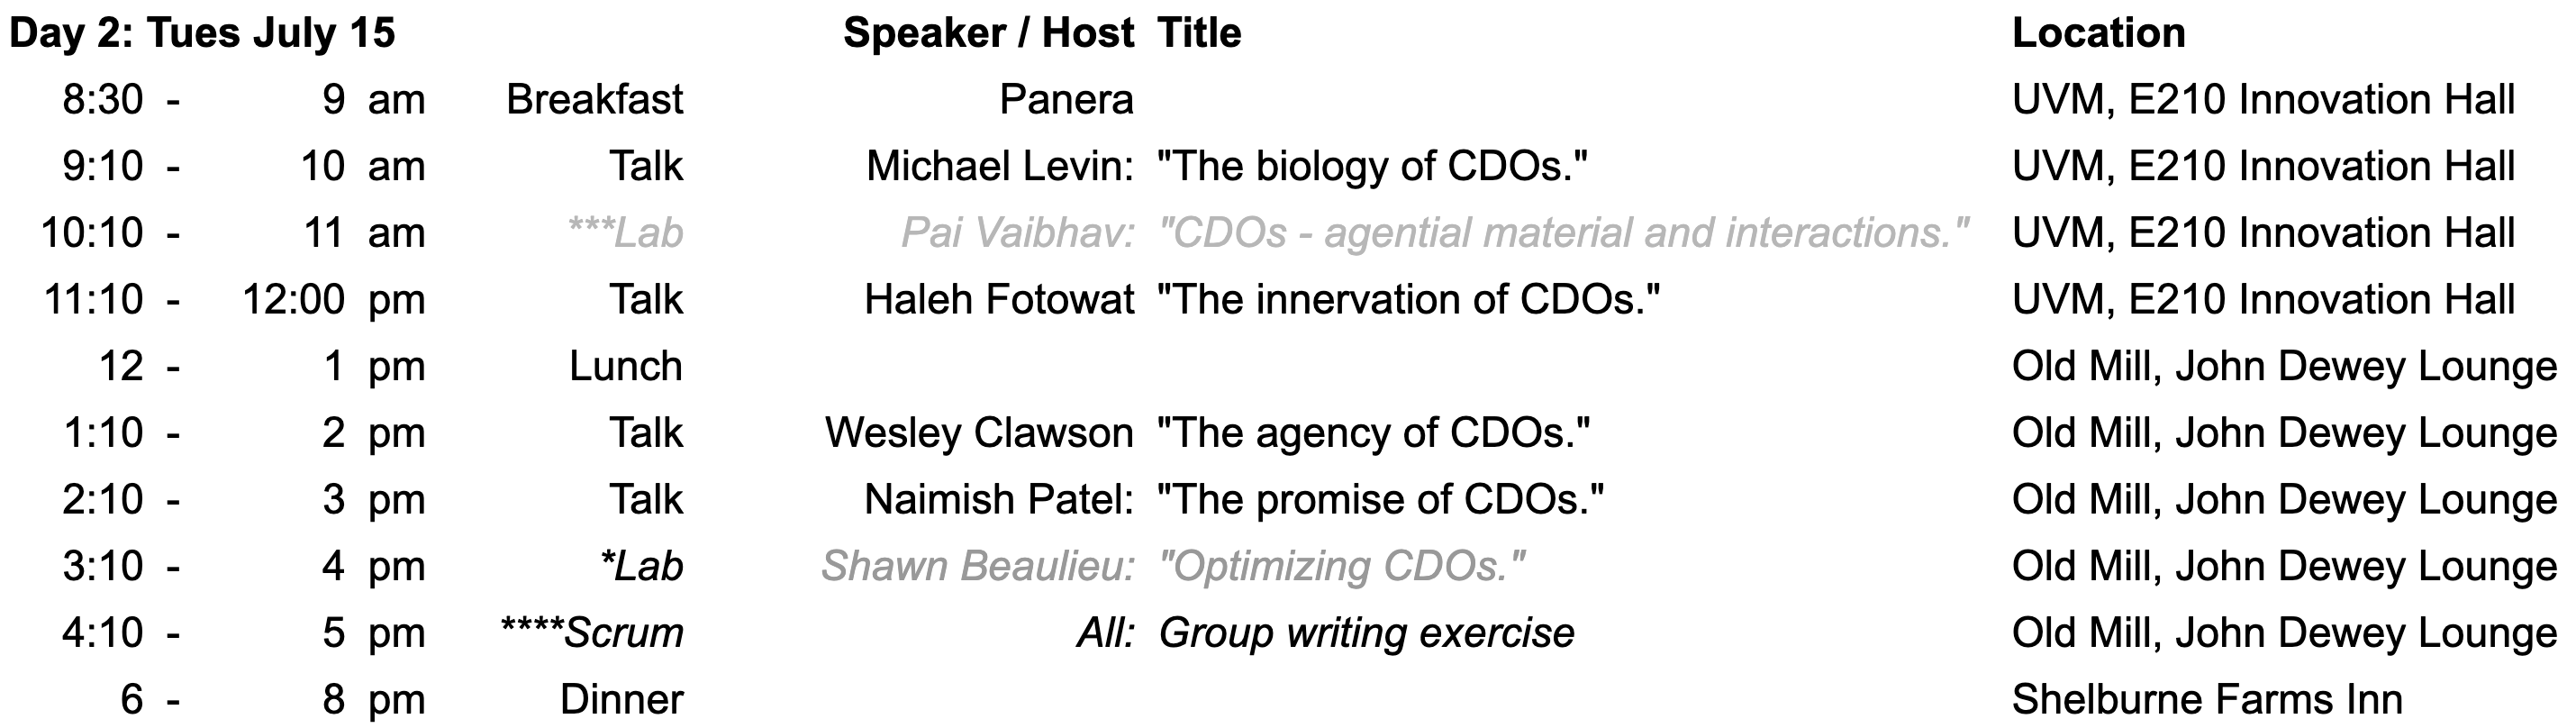 Day 2: Tues July 15 Speaker / Host Title Location
8:30 - 9 am Breakfast Panera UVM, E210 Innovation Hall
9:10 - 10 am Talk Michael Levin: "The biology of CDOs." UVM, E210 Innovation Hall
10:10 - 11 am ***Lab Pai Vaibhav: "CDOs - agential material and interactions." UVM, E210 Innovation Hall
11:10 - 12:00 pm Talk Haleh Fotowat "The innervation of CDOs." UVM, E210 Innovation Hall
12 - 1 pm Lunch Old Mill, John Dewey Lounge
1:10 - 2 pm Talk Wesley Clawson "The agency of CDOs." Old Mill, John Dewey Lounge
2:10 - 3 pm Talk Naimish Patel: "The promise of CDOs." Old Mill, John Dewey Lounge
3:10 - 4 pm *Lab Shawn Beaulieu: "Optimizing CDOs." Old Mill, John Dewey Lounge
4:10 - 5 pm ****Scrum All: Group writing exercise Old Mill, John Dewey Lounge
6 - 8 pm Dinner Shelburne Farms Inn